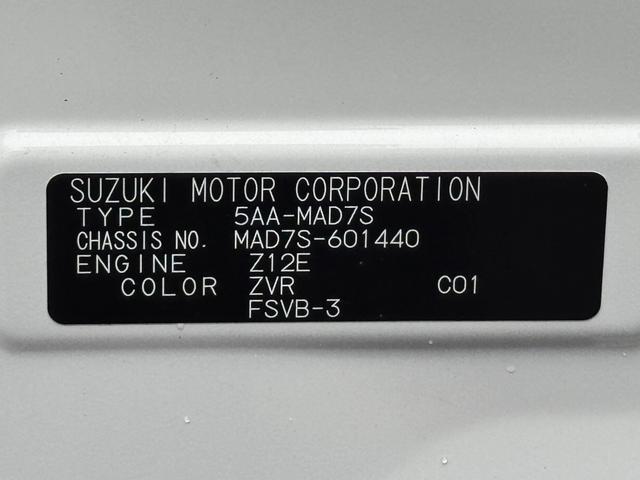 SUZUKI MOTOR CORPORATION
TYPE 5AA-MAD7S
CHASSIS NO. MAD7S-601440
ENGINE Z12E
COLOR ZVR C01
FSVB-3